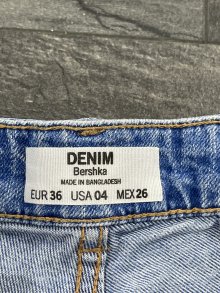 DENIM
Bershka
MADE IN BANGLADESH
EUR 36 USA 04 MEX 26